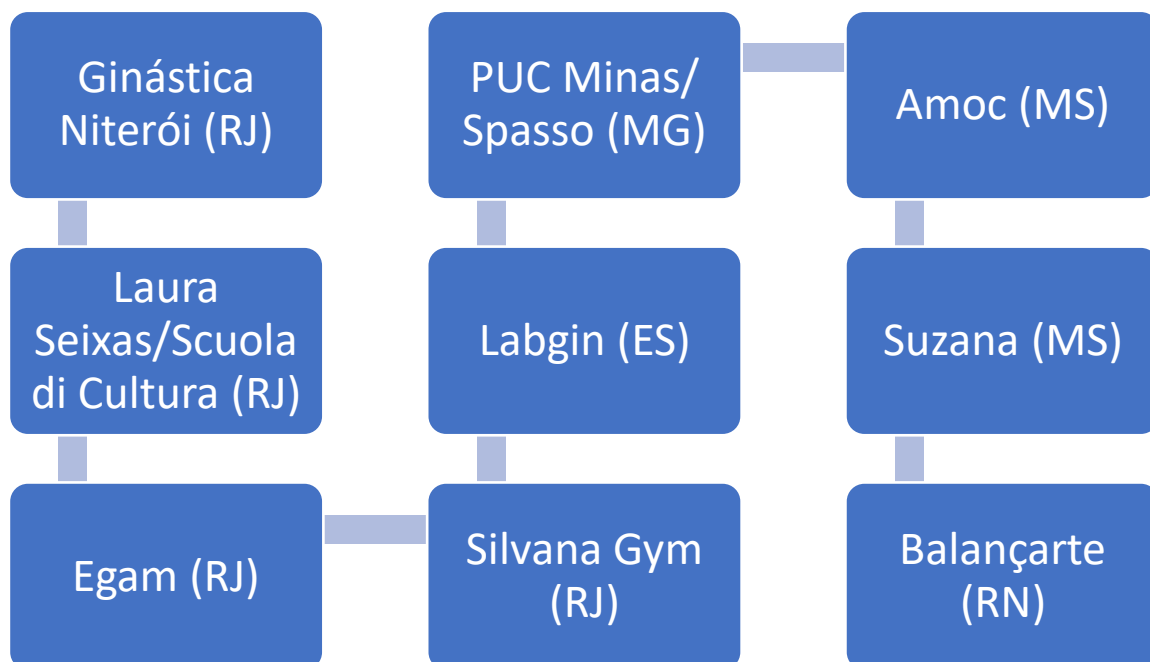 Ginástica
Niterói (RJ)
Laura
Seixas/Scuola
di Cultura (RJ)
Egam (RJ)
Silvana Gym
(RJ)
Labgin (ES)
PUC Minas/
Spasso (MG)
Amoc (MS)
Suzana (MS)
Balançarte
(RN)